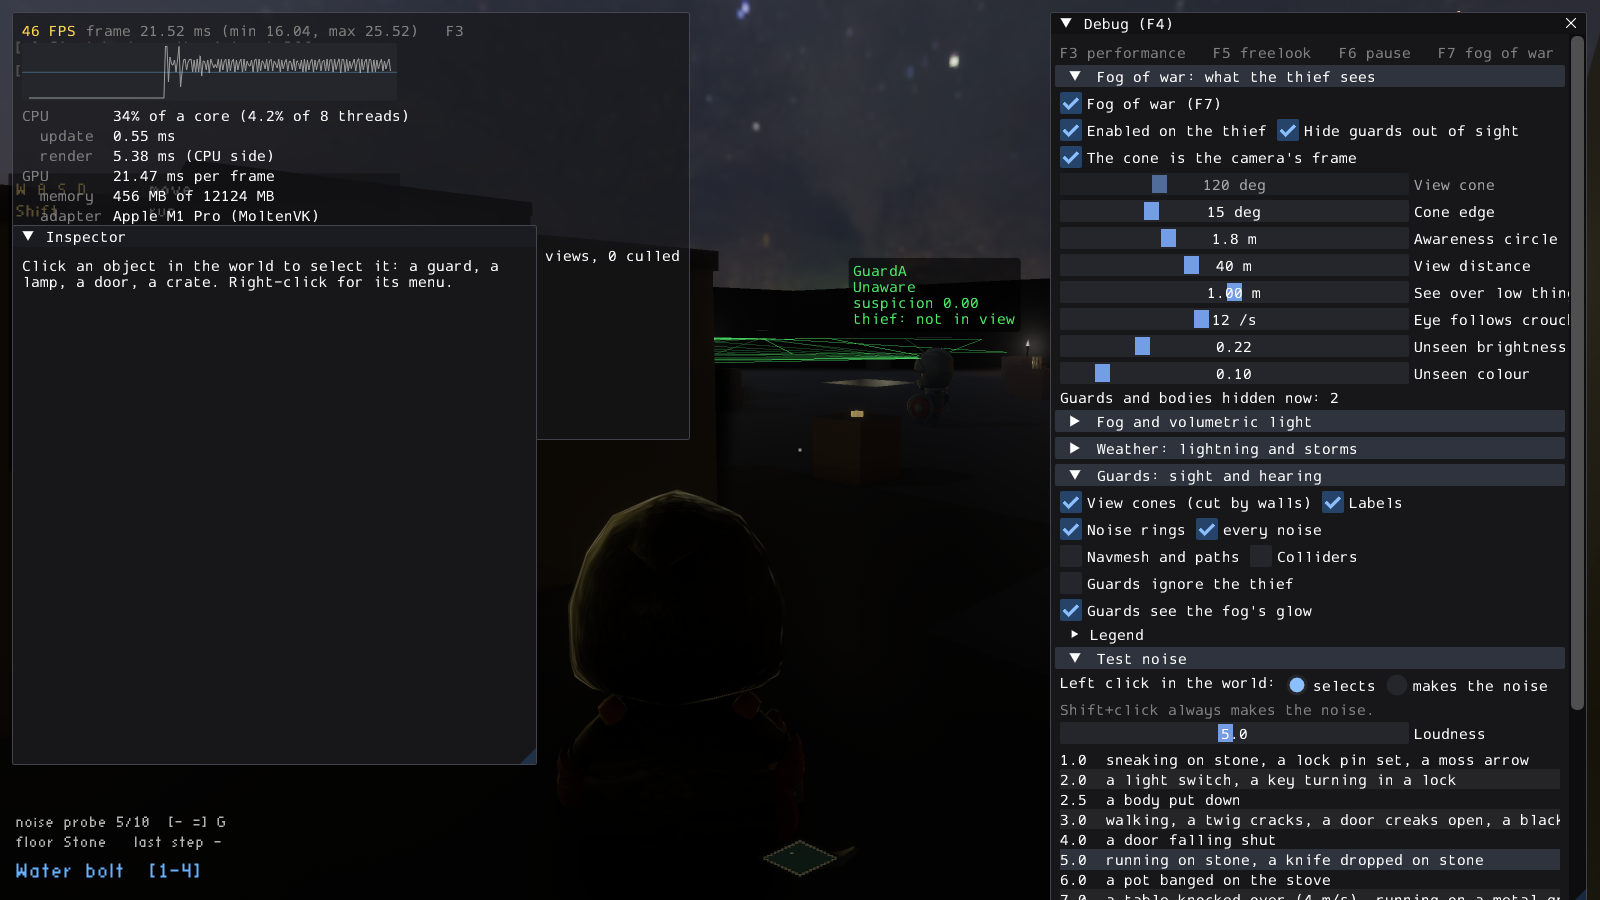 46 FPS frame 21.52 ms (min 16.04, max 25.52) F3
CPU 34% of a core (4.2% of 8 threads)
update 0.55 ms
render 5.38 ms (CPU side)
GPU 21.47 ms per frame
memory 456 MB of 12124 MB
adapter Apple M1 Pro (MoltenVK)
W A S D move
Shift run
views, 0 culled
Inspector
Click an object in the world to select it: a guard, a
lamp, a door, a crate. Right-click for its menu.
GuardA
Unaware
suspicion 0.00
thief: not in view
noise probe 5/10 [- =] G
floor Stone last step -
Water bolt [1-4]
Debug (F4)
F3 performance F5 freelook F6 pause F7 fog of war
Fog of war: what the thief sees
Fog of war (F7)
Enabled on the thief Hide guards out of sight
The cone is the camera's frame
120 deg View cone
15 deg Cone edge
1.8 m Awareness circle
40 m View distance
1.00 m See over low thin
12 /s Eye follows crouc
0.22 Unseen brightness
0.10 Unseen colour
Guards and bodies hidden now: 2
Fog and volumetric light
Weather: lightning and storms
Guards: sight and hearing
View cones (cut by walls) Labels
Noise rings every noise
Navmesh and paths Colliders
Guards ignore the thief
Guards see the fog's glow
Legend
Test noise
Left click in the world: selects makes the noise
Shift+click always makes the noise.
5.0 Loudness
1.0 sneaking on stone, a lock pin set, a moss arrow
2.0 a light switch, a key turning in a lock
2.5 a body put down
3.0 walking, a twig cracks, a door creaks open, a blac
4.0 a door falling shut
5.0 running on stone, a knife dropped on stone
6.0 a pot banged on the stove
7.0 a table knocked over (4 m/s), running on a metal g